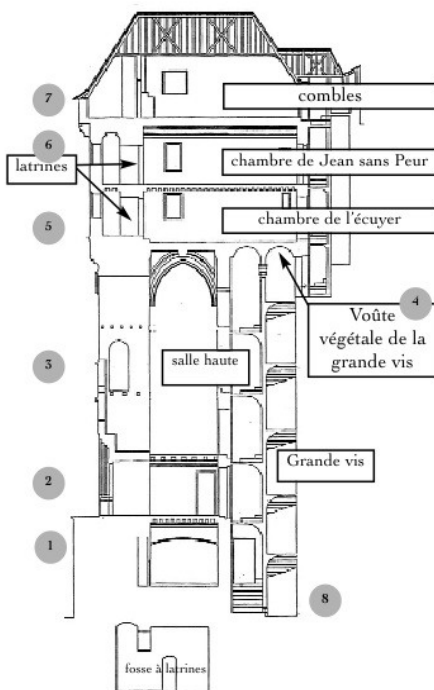 7
combles
6
latrines
chambre de Jean sans Peur
5
chambre de l'écuyer
4
Voûte
végétale de la
grande vis
salle haute
3
Grande vis
2
1
8
fosse à latrines